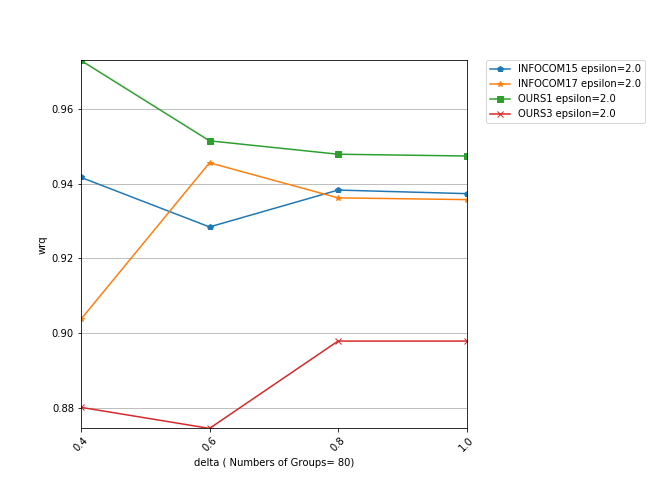 INFOCOM15 epsilon=2.0
INFOCOM17 epsilon=2.0
OURS1 epsilon=2.0
OURS3 epsilon=2.0
0.96
0.94
0.92
0.90
0.88
wrq
0.4
0.6
0.8
1.0
delta ( Numbers of Groups= 80)